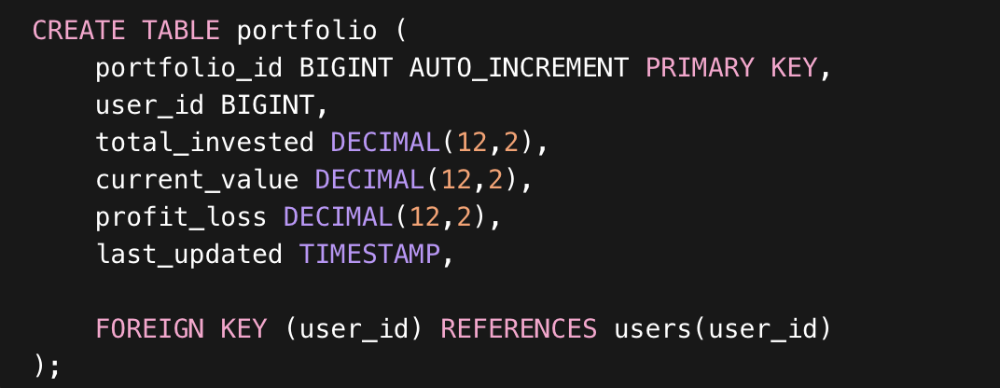 CREATE TABLE portfolio (
    portfolio_id BIGINT AUTO_INCREMENT PRIMARY KEY,
    user_id BIGINT,
    total_invested DECIMAL(12,2),
    current_value DECIMAL(12,2),
    profit_loss DECIMAL(12,2),
    last_updated TIMESTAMP,

    FOREIGN KEY (user_id) REFERENCES users(user_id)
);